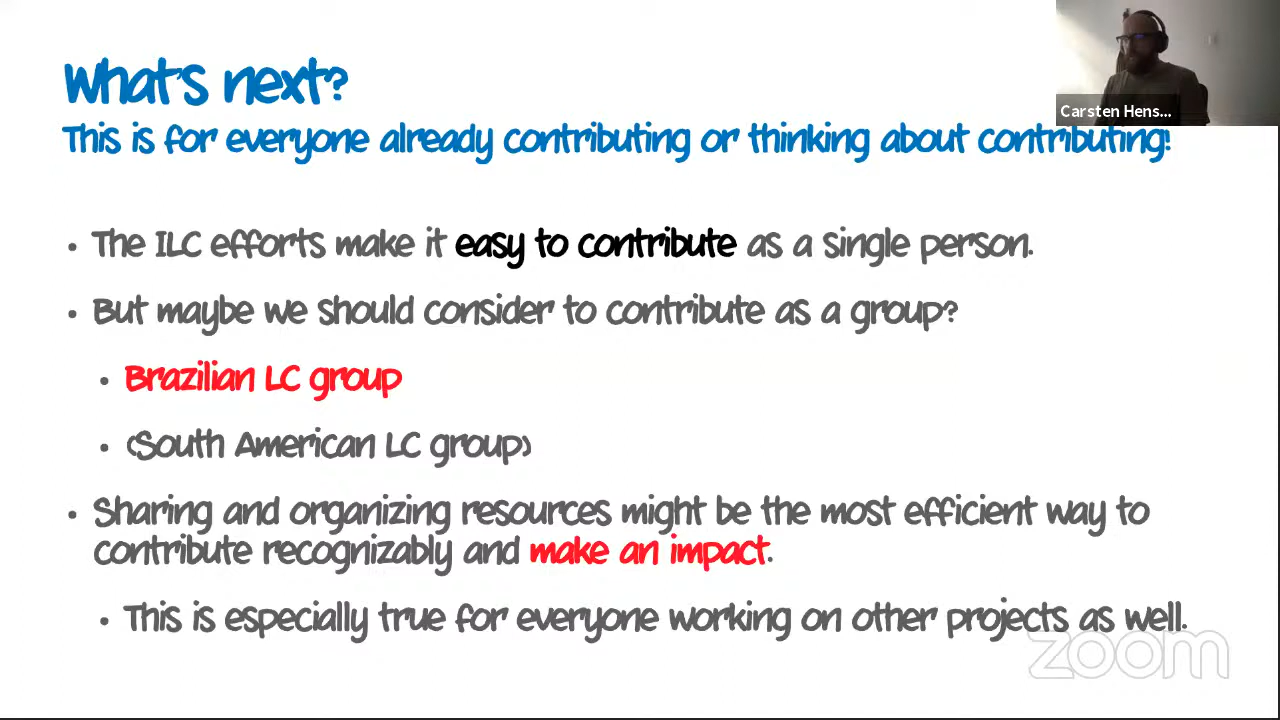 What's next?
This is for everyone already contributing or thinking about contributing!
Carsten Hens...
• The ILC efforts make it easy to contribute as a single person.
• But maybe we should consider to contribute as a group?
• Brazilian LC group
• (South American LC group)
• Sharing and organizing resources might be the most efficient way to
contribute recognizably and make an impact.
• This is especially true for everyone working on other projects as well.
zoom